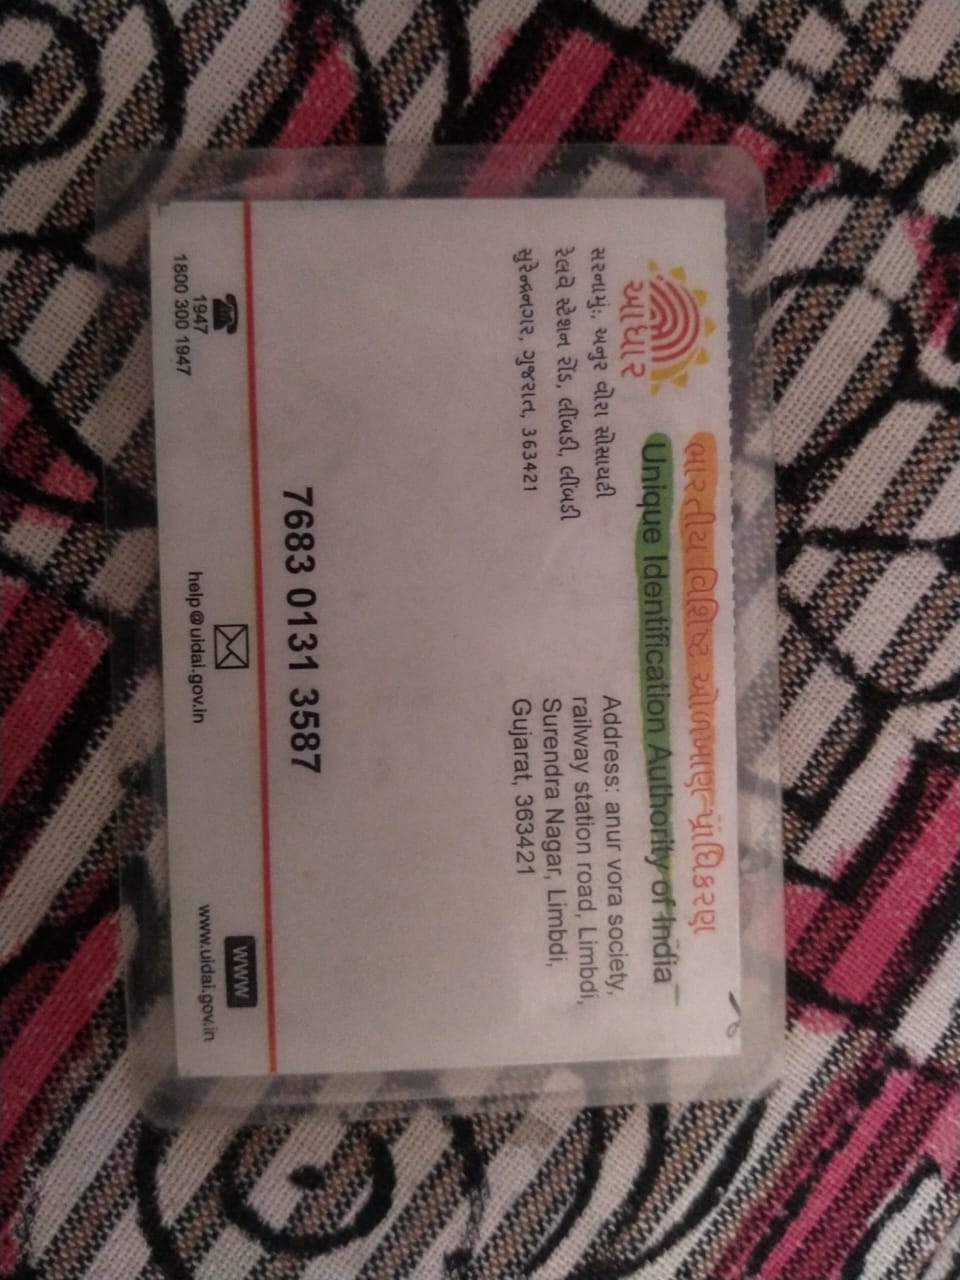 ભારતીય વિશિષ્ટ ઓળખાણ પ્રાધિકરણ
Unique Identification Authority of India
આધાર
સરનામું:, અનુર વોરા સોસાયટી
રેલવે સ્ટેશન રોડ, લીંબડી, લીંબડી
સુરેન્દ્રનગર, ગુજરાત, 363421
Address: anur vora society,
railway station road, Limbdi,
Surendra Nagar, Limbdi,
Gujarat, 363421
7683 0131 3587
1947
1800 300 1947
help@uidai.gov.in
www
www.uidai.gov.in